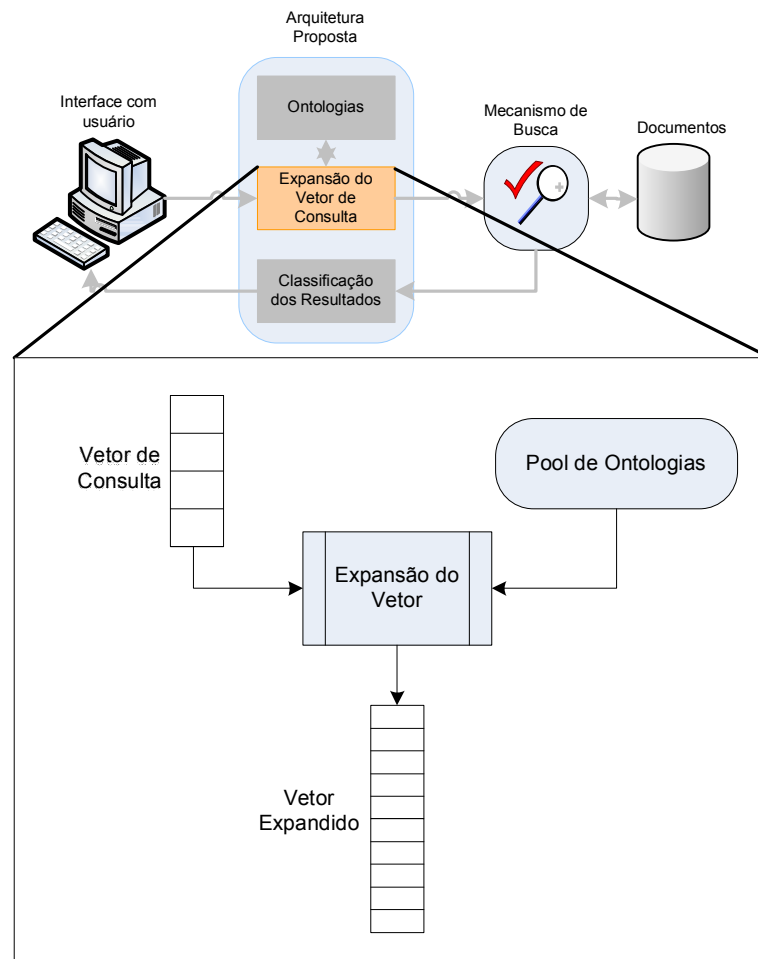 Arquitetura
Proposta
Interface com
usuário
Ontologias
Mecanismo de
Busca
Documentos
Expansão do
Vetor de
Consulta
Classificação
dos Resultados
Vetor de
Consulta
Pool de Ontologias
Expansão do
Vetor
Vetor
Expandido